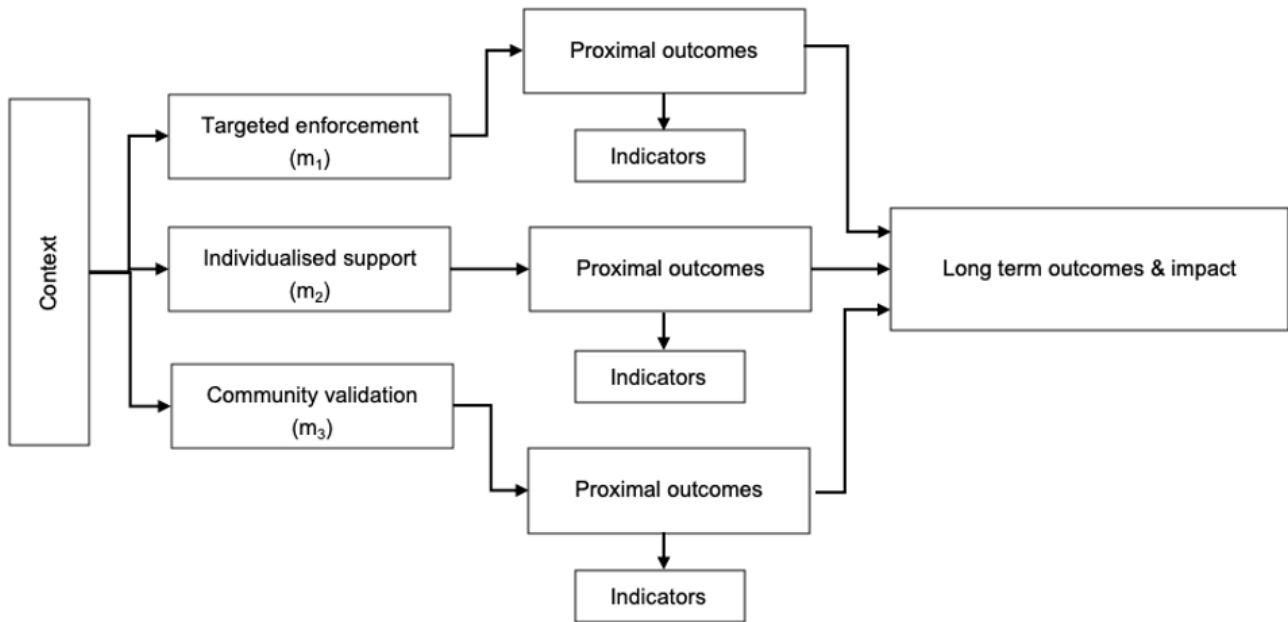 Context
Targeted enforcement
(m₁)
Proximal outcomes
Indicators
Individualised support
(m₂)
Proximal outcomes
Indicators
Community validation
(m₃)
Proximal outcomes
Indicators
Long term outcomes & impact